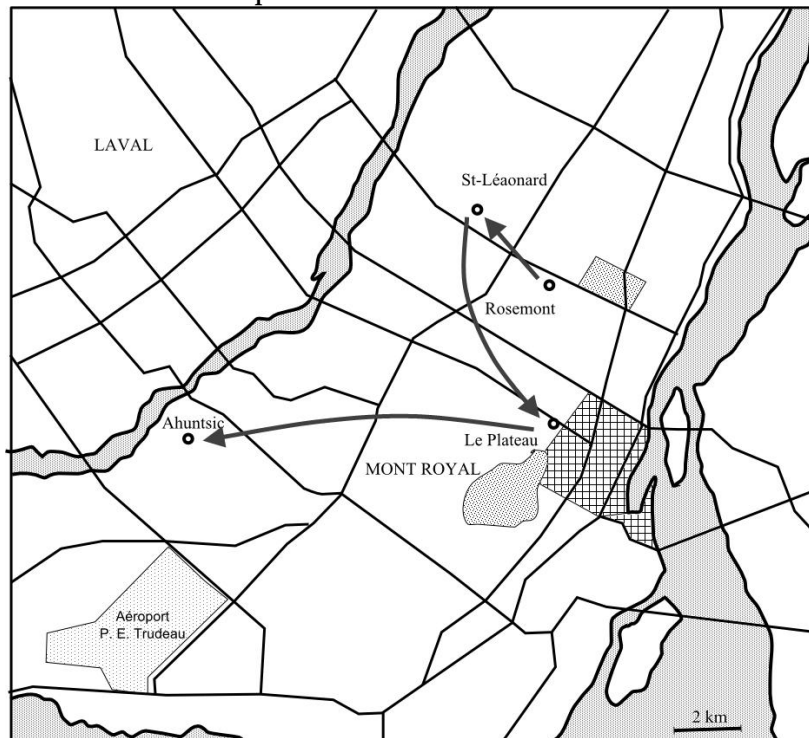 LAVAL
St-Léaonard
Rosemont
Ahuntsic
Le Plateau
MONT ROYAL
Aéroport
P. E. Trudeau
2 km